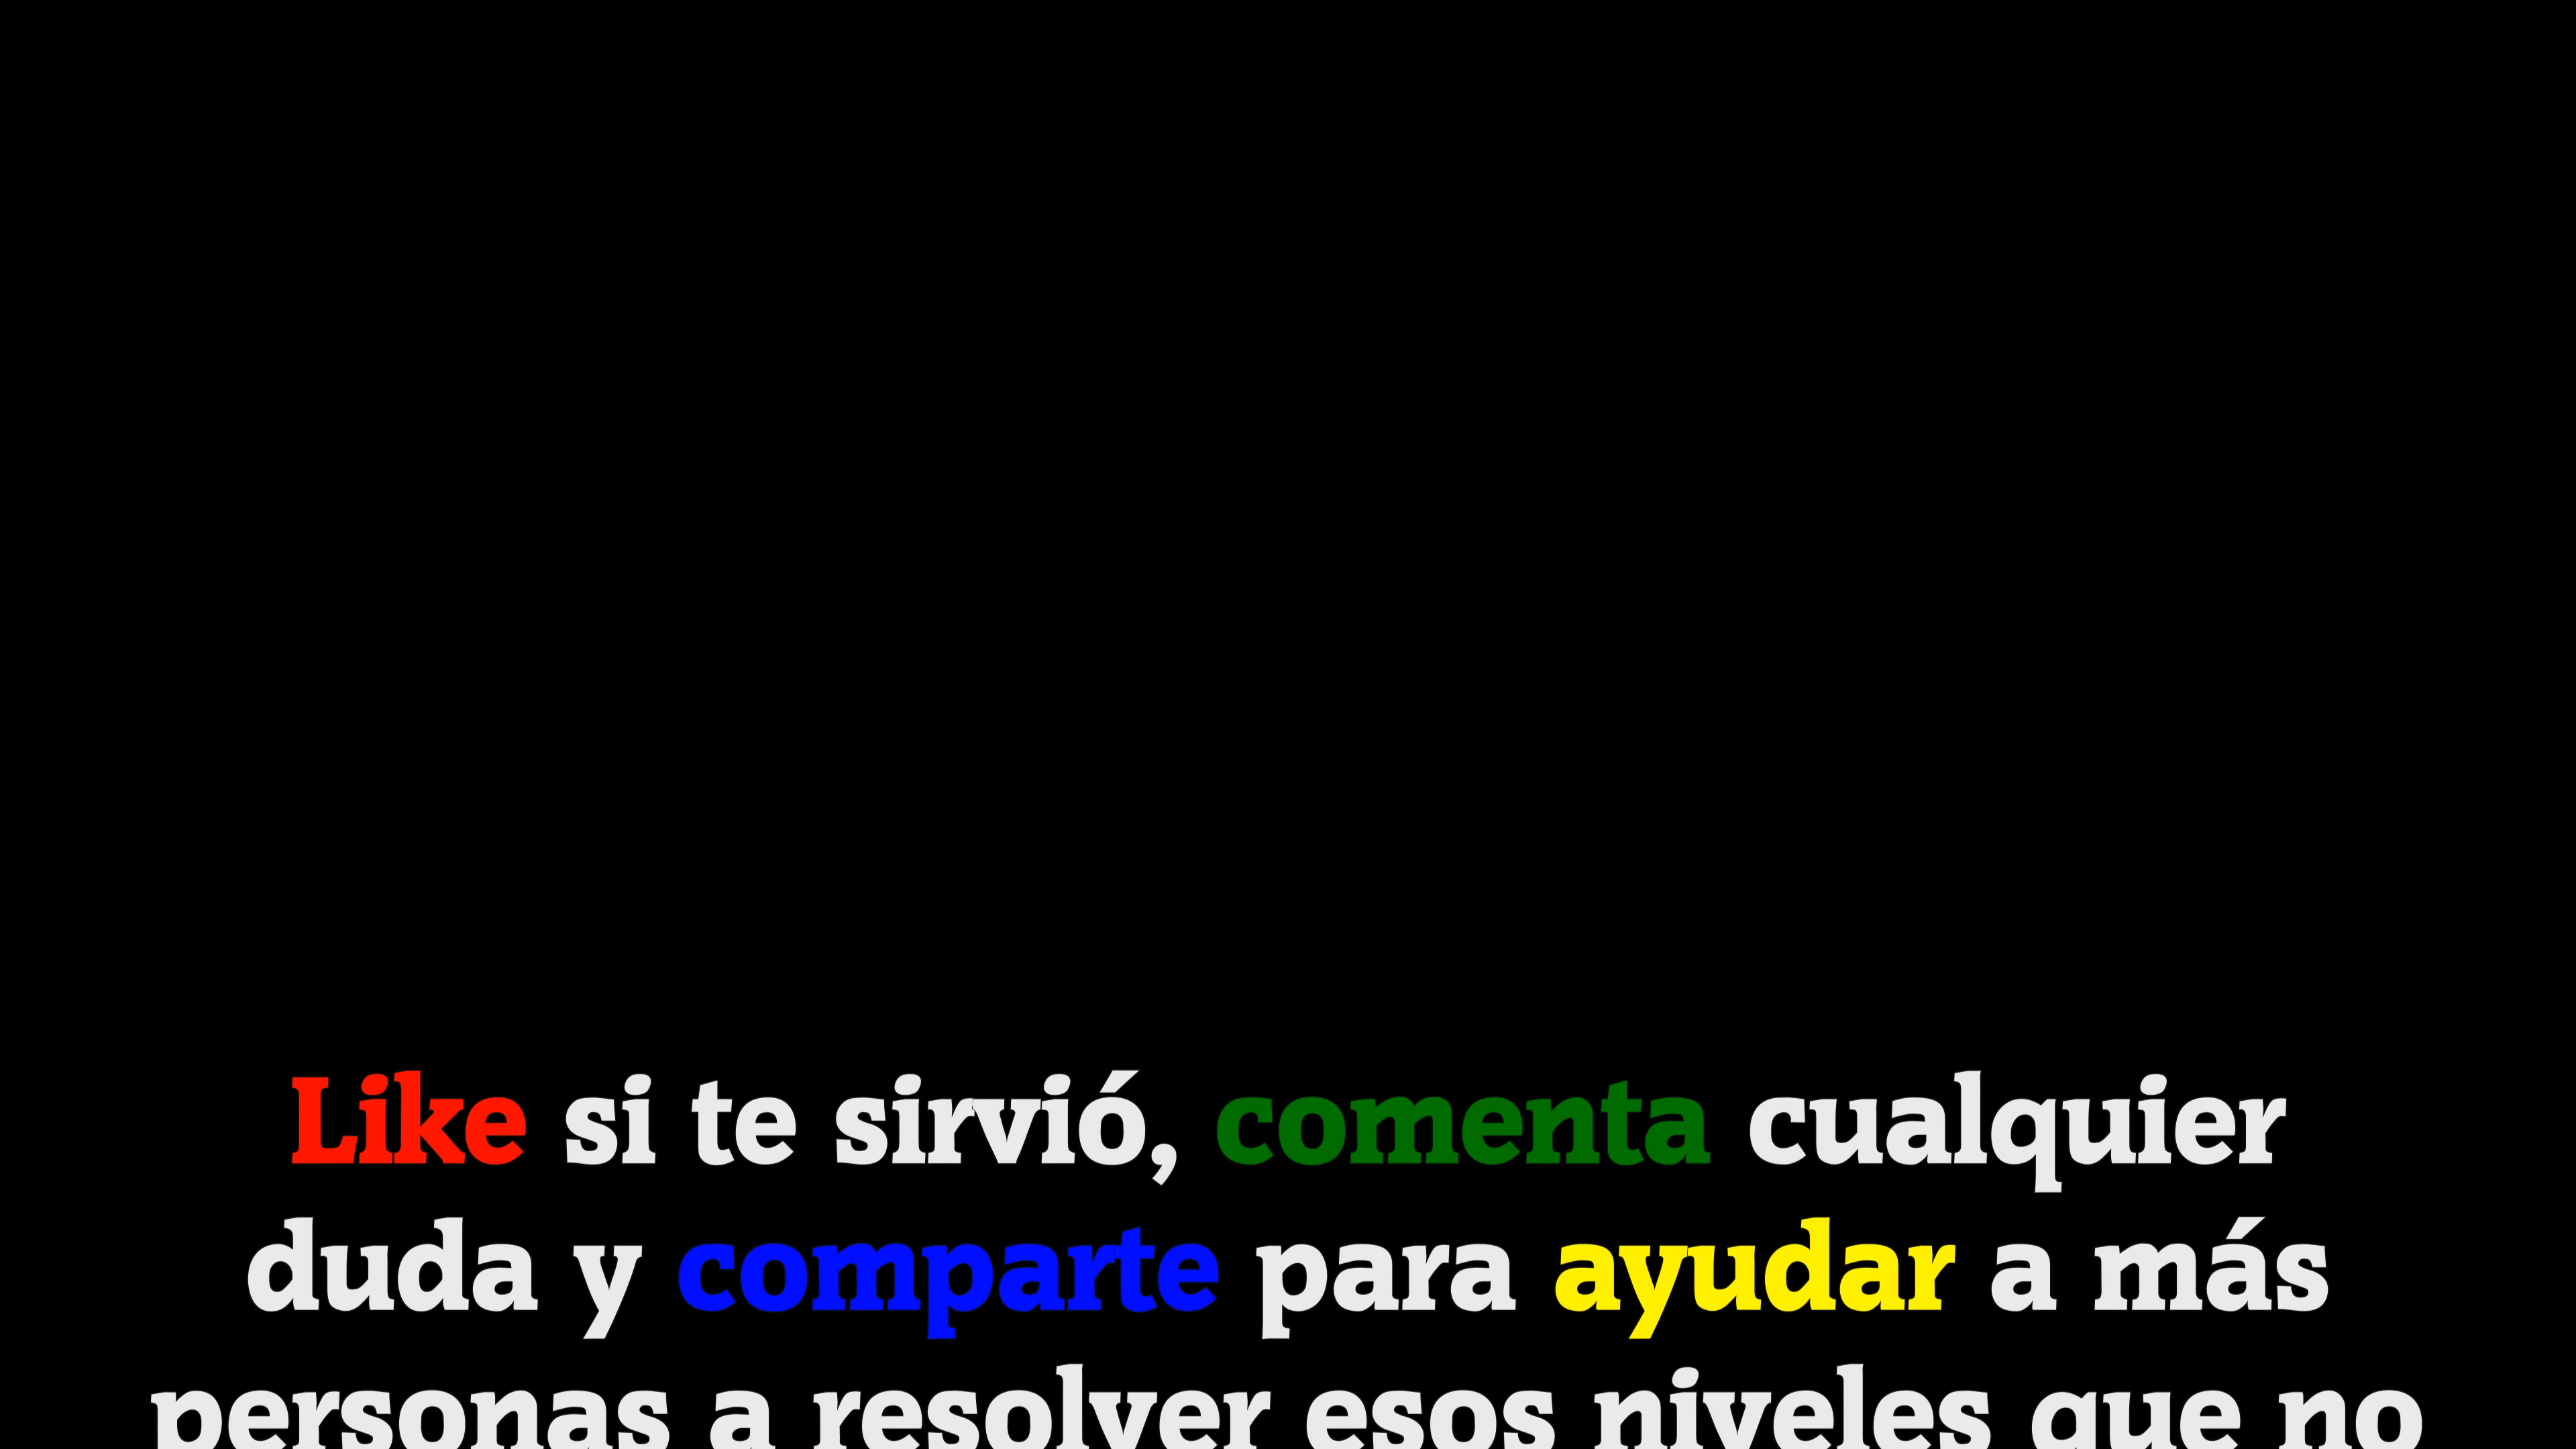 Like si te sirvió, comenta cualquier
duda y comparte para ayudar a más
personas a resolver esos niveles que no